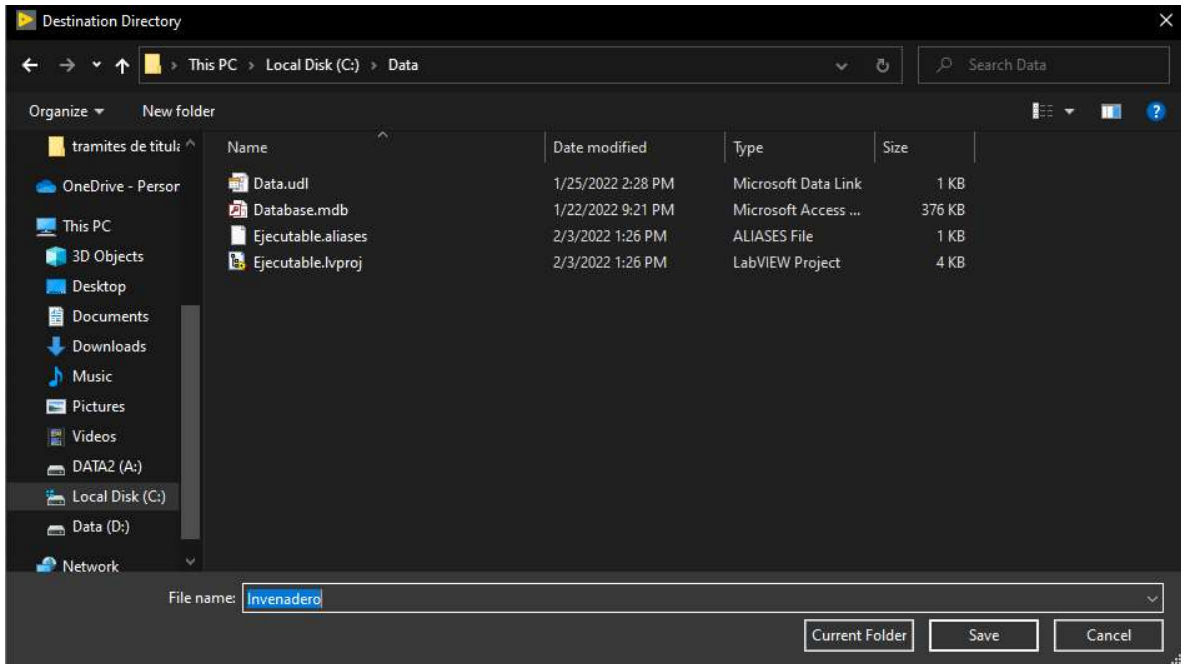 Destination Directory
This PC > Local Disk (C:) > Data
Search Data
Organize
New folder
Name
Date modified
Type
Size
tramites de titula
OneDrive - Person
This PC
3D Objects
Desktop
Documents
Downloads
Music
Pictures
Videos
DATA2 (A:)
Local Disk (C:)
Data (D:)
Network
Data.udl 1/25/2022 2:28 PM Microsoft Data Link 1 KB
Database.mdb 1/22/2022 9:21 PM Microsoft Access ... 376 KB
Ejecutable.aliases 2/3/2022 1:26 PM ALIASES File 1 KB
Ejecutable.lvproj 2/3/2022 1:26 PM LabVIEW Project 4 KB
File name: Invenadero
Current Folder
Save
Cancel